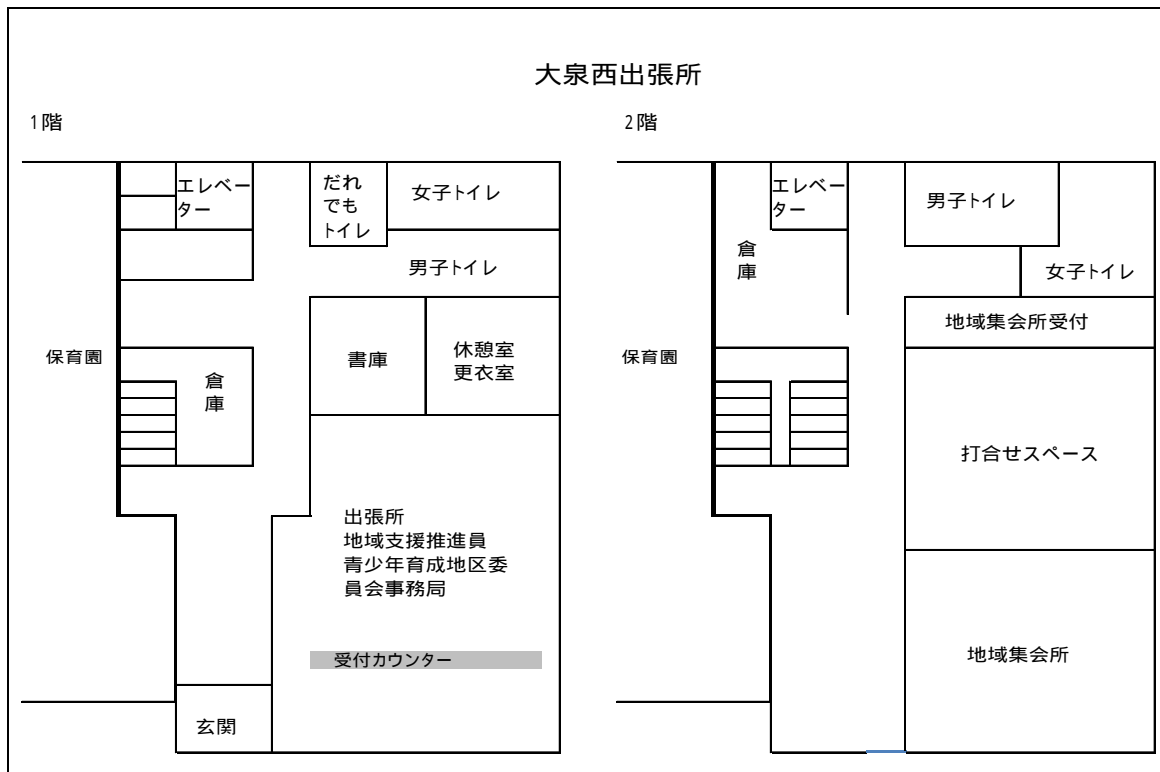 大泉西出張所
1階
エレベー
ター
だれ
でも
トイレ
女子トイレ
男子トイレ
保育園
倉
庫
書庫
休憩室
更衣室
出張所
地域支援推進員
青少年育成地区委
員会事務局
受付カウンター
玄関
2階
エレベー
ター
男子トイレ
倉
庫
女子トイレ
地域集会所受付
保育園
打合せスペース
地域集会所